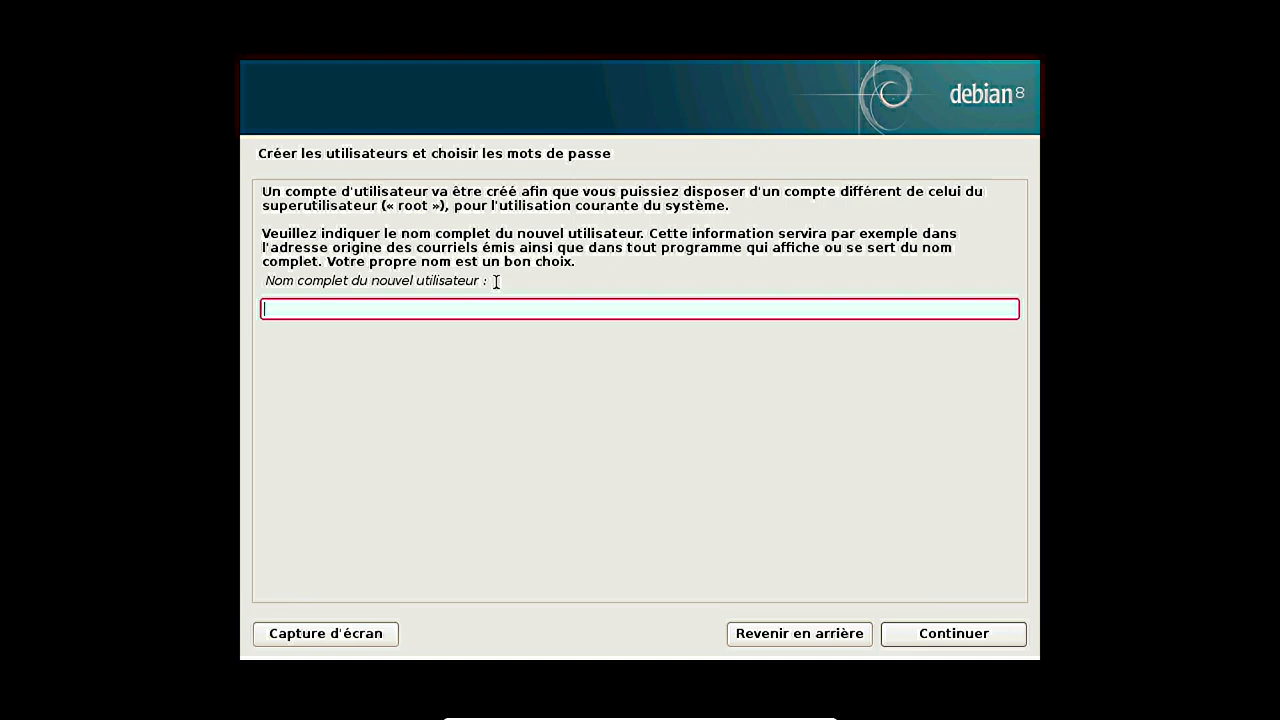 debian 8
Créer les utilisateurs et choisir les mots de passe
Un compte d'utilisateur va être créé afin que vous puissiez disposer d'un compte différent de celui du
superutilisateur (« root »), pour l'utilisation courante du système.
Veuillez indiquer le nom complet du nouvel utilisateur. Cette information servira par exemple dans
l'adresse origine des courriels émis ainsi que dans tout programme qui affiche ou se sert du nom
complet. Votre propre nom est un bon choix.
Nom complet du nouvel utilisateur :
Capture d'écran
Revenir en arrière
Continuer